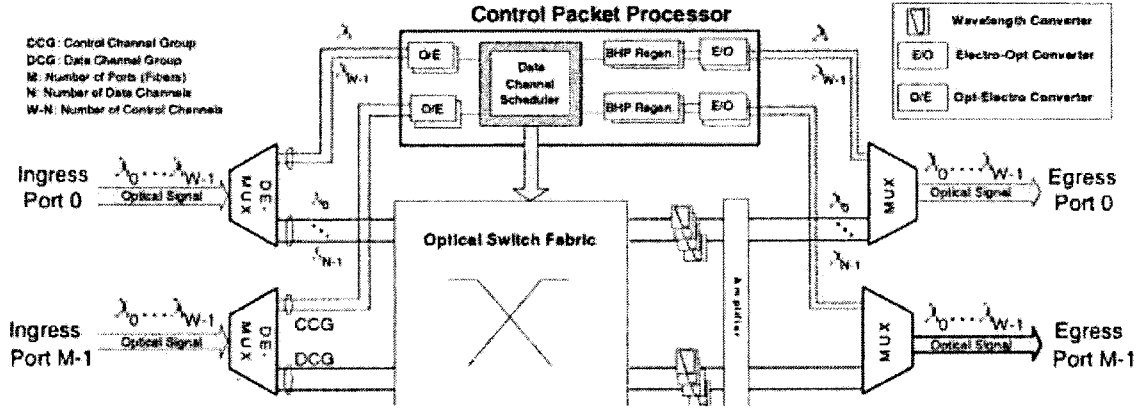 Control Packet Processor
CCG: Control Channel Group
DCG: Data Channel Group
M: Number of Ports (Fibers)
N: Number of Data Channels
W-N: Number of Control Channels
Wavelength Converter
E/O Electro-Opt Converter
O/E Opt-Electro Converter
O/E
Data
Channel
Scheduler
BHP Regen.
E/O
O/E
BHP Regen.
E/O
λW-1
λW-1
Ingress
Port 0
λ0....λW-1
Optical Signal
DE-
MUX
λ0
λN-1
Optical Switch Fabric
Amplifier
λ0
λN-1
MUX
λ0....λW-1
Optical Signal
Egress
Port 0
Ingress
Port M-1
λ0....λW-1
Optical Signal
DE-
MUX
CCG
DCG
MUX
λ0....λW-1
Optical Signal
Egress
Port M-1